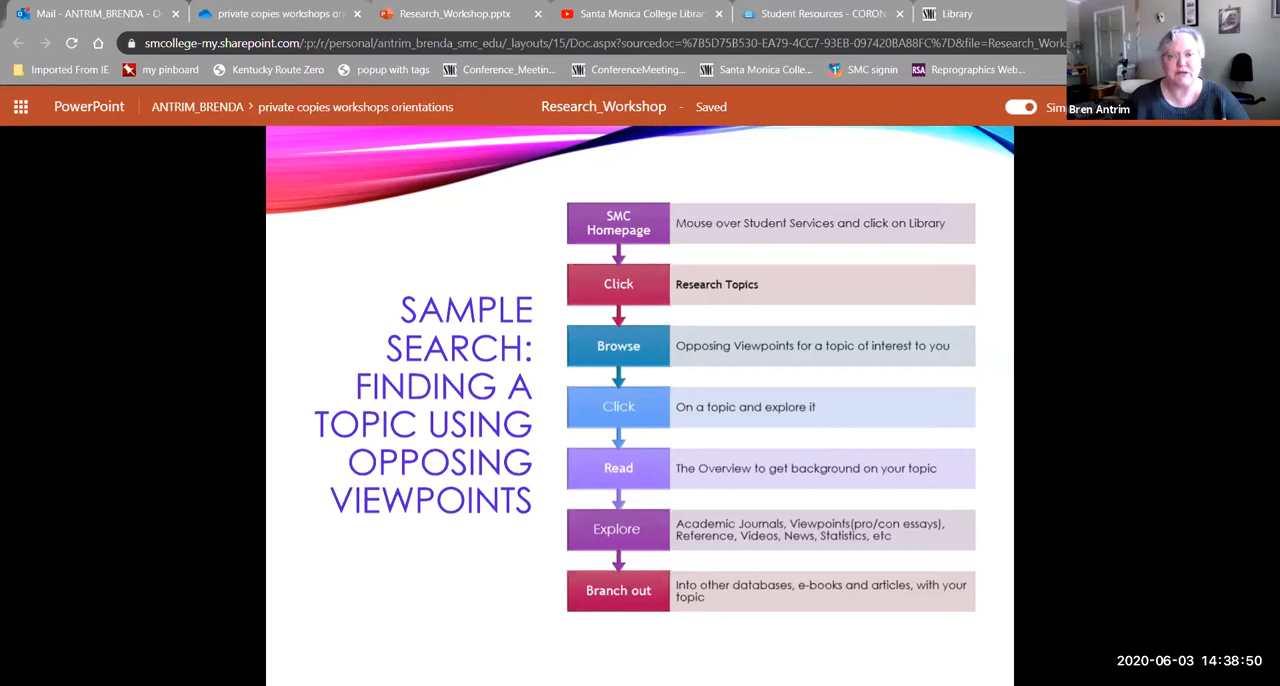 Mail - ANTRIM_BRENDA - O
private copies workshops or
Research_Workshop.pptx
Santa Monica College Librar
Student Resources - CORON
SMC Library
smcollege-my.sharepoint.com/:p:/r/personal/antrim_brenda_smc_edu/_layouts/15/Doc.aspx?sourcedoc=%7B5D75B530-EA79-4CC7-93EB-097420BA88FC%7D&file=Research_Work
Imported From IE
my pinboard
Kentucky Route Zero
popup with tags
SMC Conference_Meetin...
SMC ConferenceMeeting...
SMC Santa Monica Colle...
SMC signin
RSA Reprographics Web...
PowerPoint
ANTRIM_BRENDA > private copies workshops orientations
Research_Workshop - Saved
Sim
Bren Antrim
SAMPLE
SEARCH:
FINDING A
TOPIC USING
OPPOSING
VIEWPOINTS
SMC
Homepage
Mouse over Student Services and click on Library
Click
Research Topics
Browse
Opposing Viewpoints for a topic of interest to you
Click
On a topic and explore it
Read
The Overview to get background on your topic
Explore
Academic Journals, Viewpoints(pro/con essays),
Reference, Videos, News, Statistics, etc
Branch out
Into other databases, e-books and articles, with your
topic
2020-06-03 14:38:50